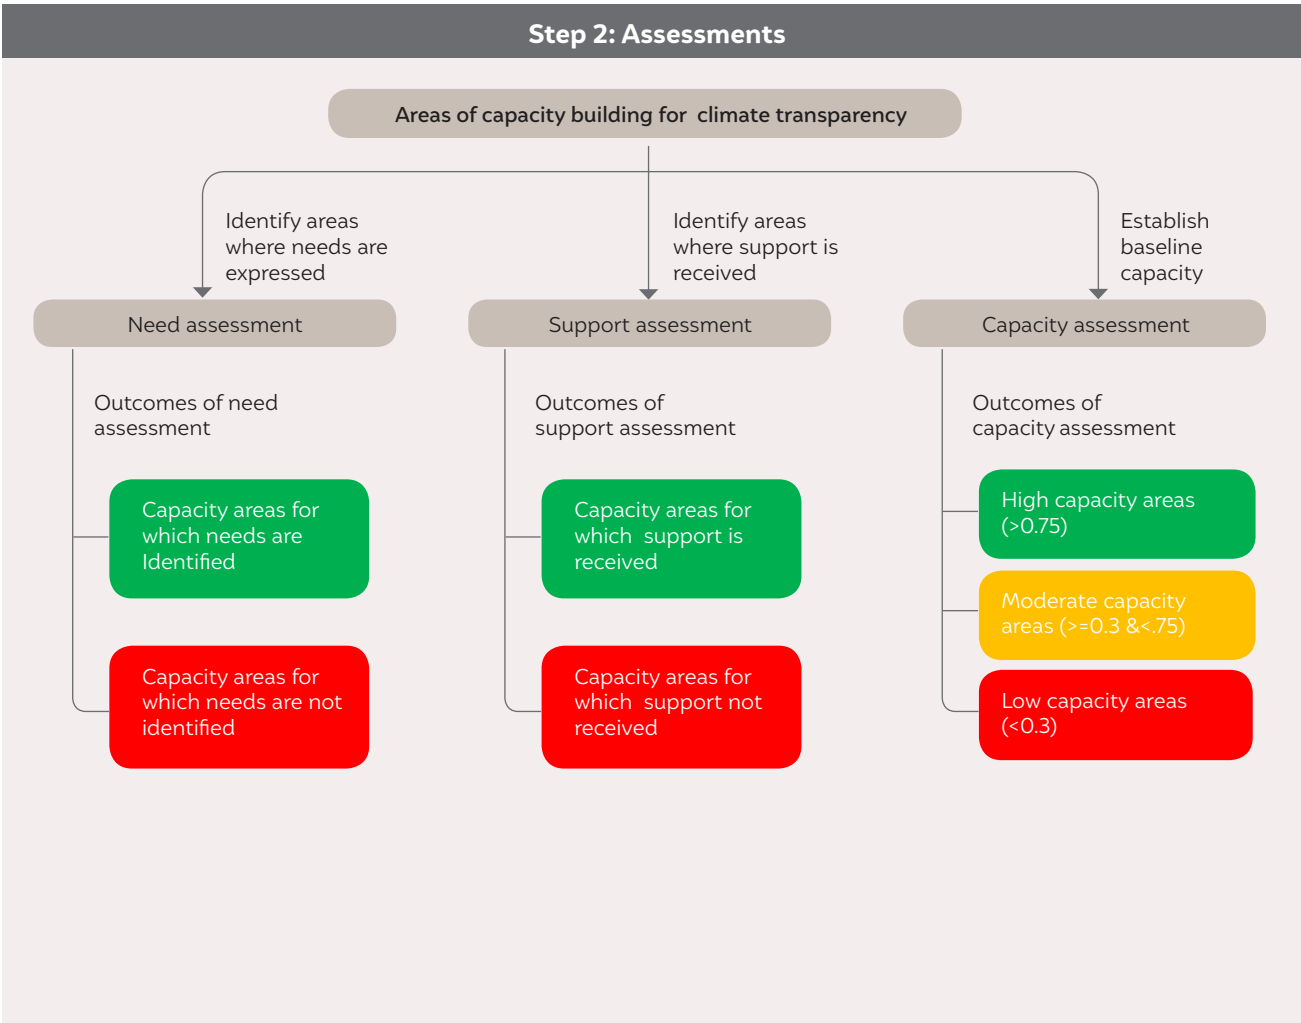 Step 2: Assessments
Areas of capacity building for climate transparency
Identify areas
where needs are
expressed
Identify areas
where support is
received
Establish
baseline
capacity
Need assessment
Support assessment
Capacity assessment
Outcomes of need
assessment
Outcomes of
support assessment
Outcomes of
capacity assessment
Capacity areas for
which needs are
Identified
Capacity areas for
which support is
received
High capacity areas
(>0.75)
Moderate capacity
areas (>=0.3 &<.75)
Capacity areas for
which needs are not
identified
Capacity areas for
which support not
received
Low capacity areas
(<0.3)